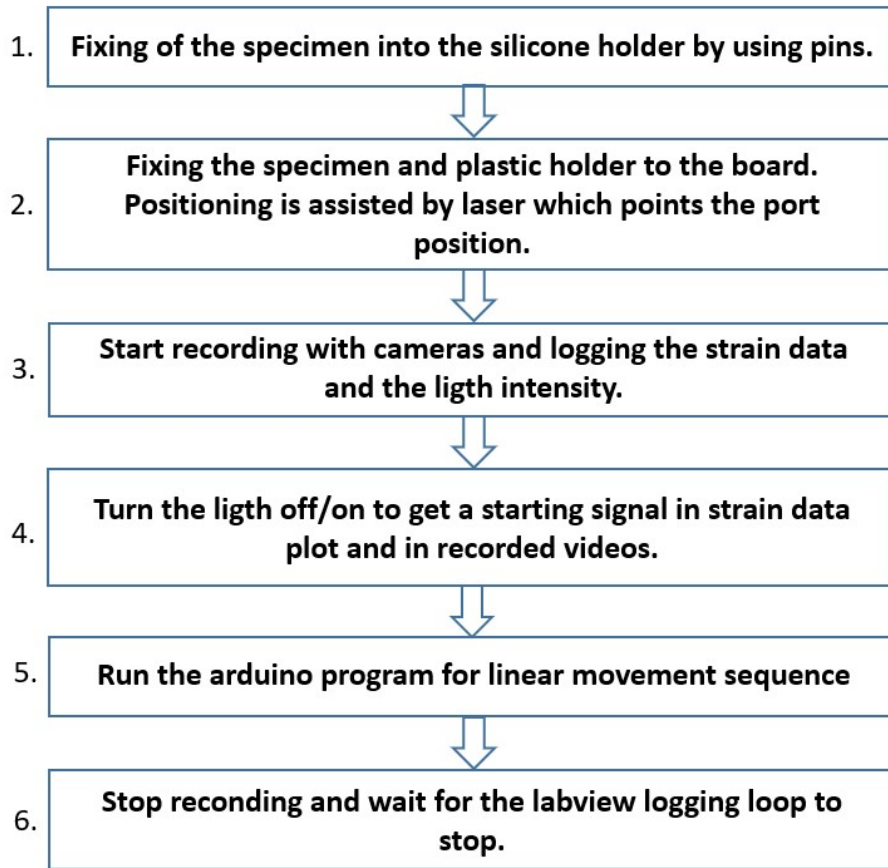 1. Fixing of the specimen into the silicone holder by using pins.
Fixing the specimen and plastic holder to the board.
2. Positioning is assisted by laser which points the port
position.
3. Start recording with cameras and logging the strain data
and the ligth intensity.
4. Turn the ligth off/on to get a starting signal in strain data
plot and in recorded videos.
5. Run the arduino program for linear movement sequence
6. Stop reconding and wait for the labview logging loop to
stop.